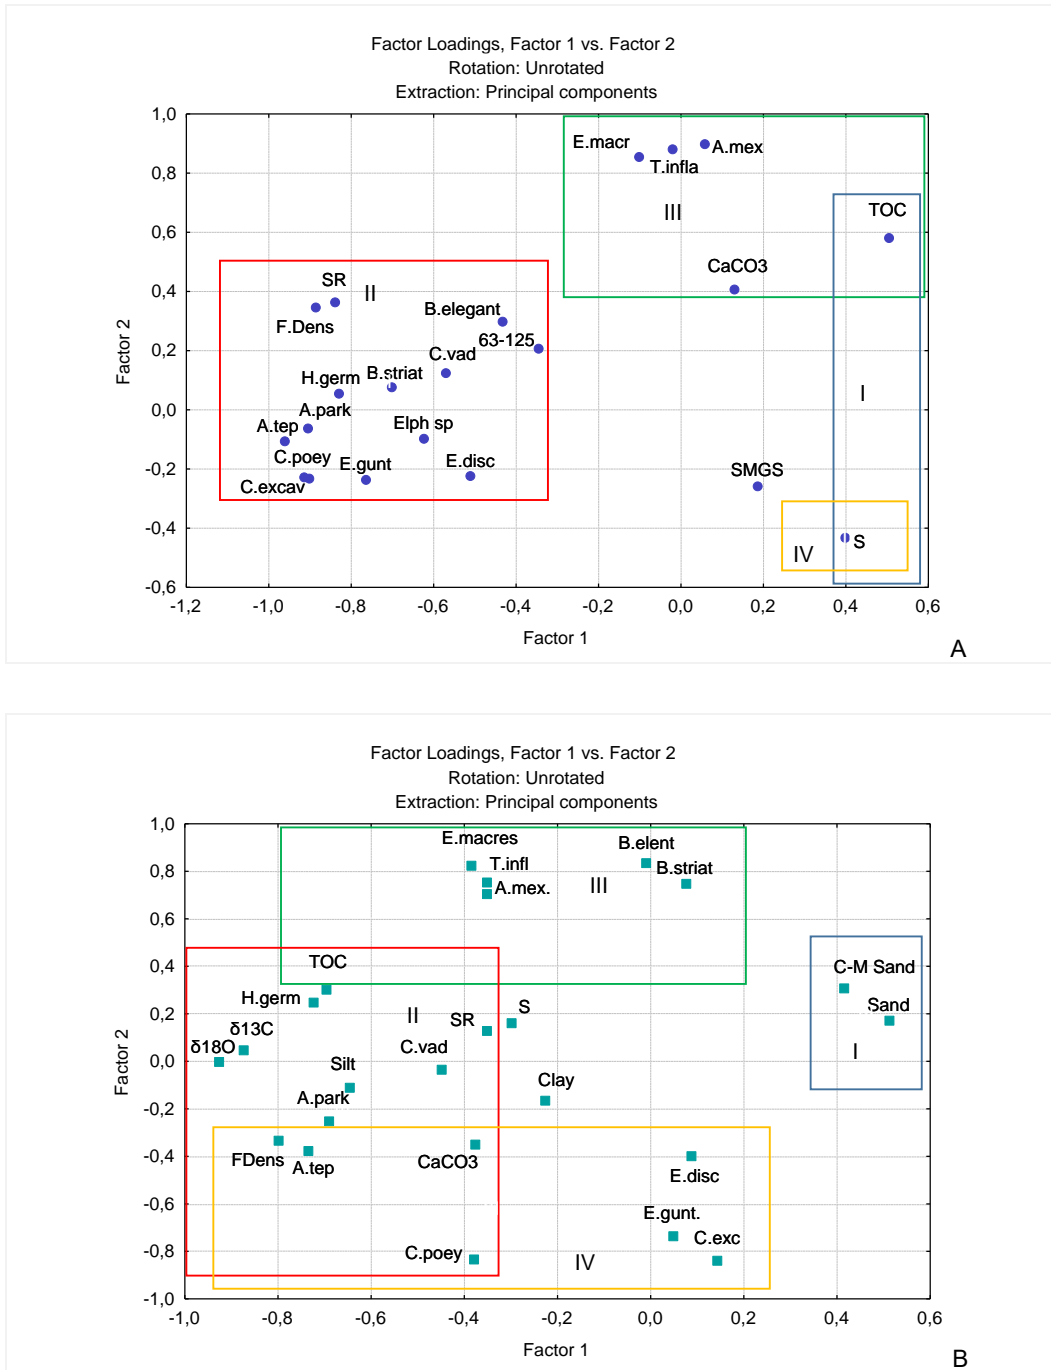 Factor Loadings, Factor 1 vs. Factor 2
Rotation: Unrotated
Extraction: Principal components
1,0
E.macr
A.mex
T.infla
0,8
III
TOC
0,6
CaCO3
SR
II
0,4
B.elegant
F.Dens
63-125
0,2
C.vad
B.striat
H.germ
I
0,0
A.park
A.tep
Elph sp
C.poey
E.gunt
E.disc
SMGS
-0,2
C.excav
-0,4
S
IV
-0,6
-1,2 -1,0 -0,8 -0,6 -0,4 -0,2 0,0 0,2 0,4 0,6
Factor 2
Factor 1
A
Factor Loadings, Factor 1 vs. Factor 2
Rotation: Unrotated
Extraction: Principal components
1,0
E.macres
B.elent
T.infl
B.striat
0,8
A.mex.
III
0,6
0,4
TOC
C-M Sand
H.germ
II
S
Sand
0,2
SR
δ13C
δ18O
C.vad
I
0,0
Silt
Clay
A.park
-0,2
FDens
A.tep
CaCO3
-0,4
E.disc
-0,6
E.gunt.
C.exc
C.poey
IV
-0,8
-1,0
-1,0 -0,8 -0,6 -0,4 -0,2 0,0 0,2 0,4 0,6
Factor 2
Factor 1
B